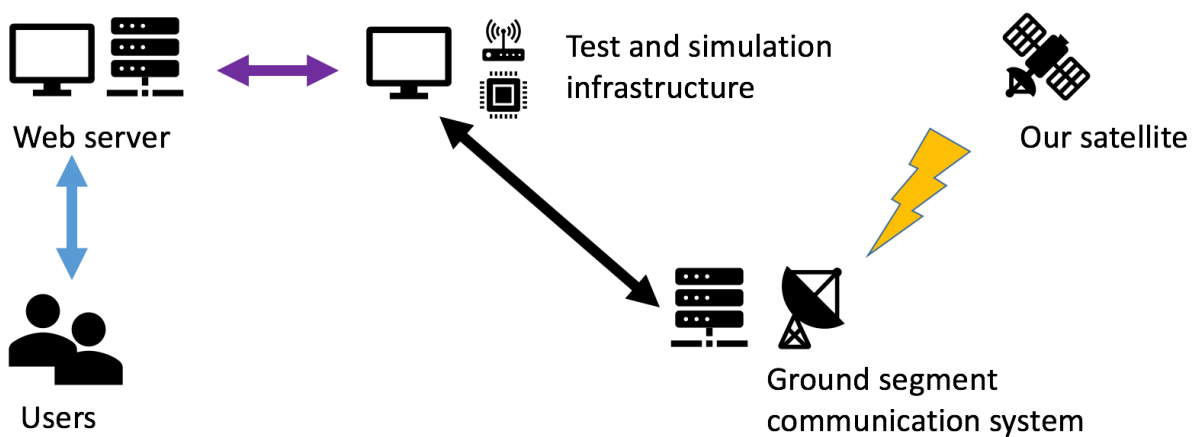 Test and simulation
infrastructure
Web server
Our satellite
Users
Ground segment
communication system